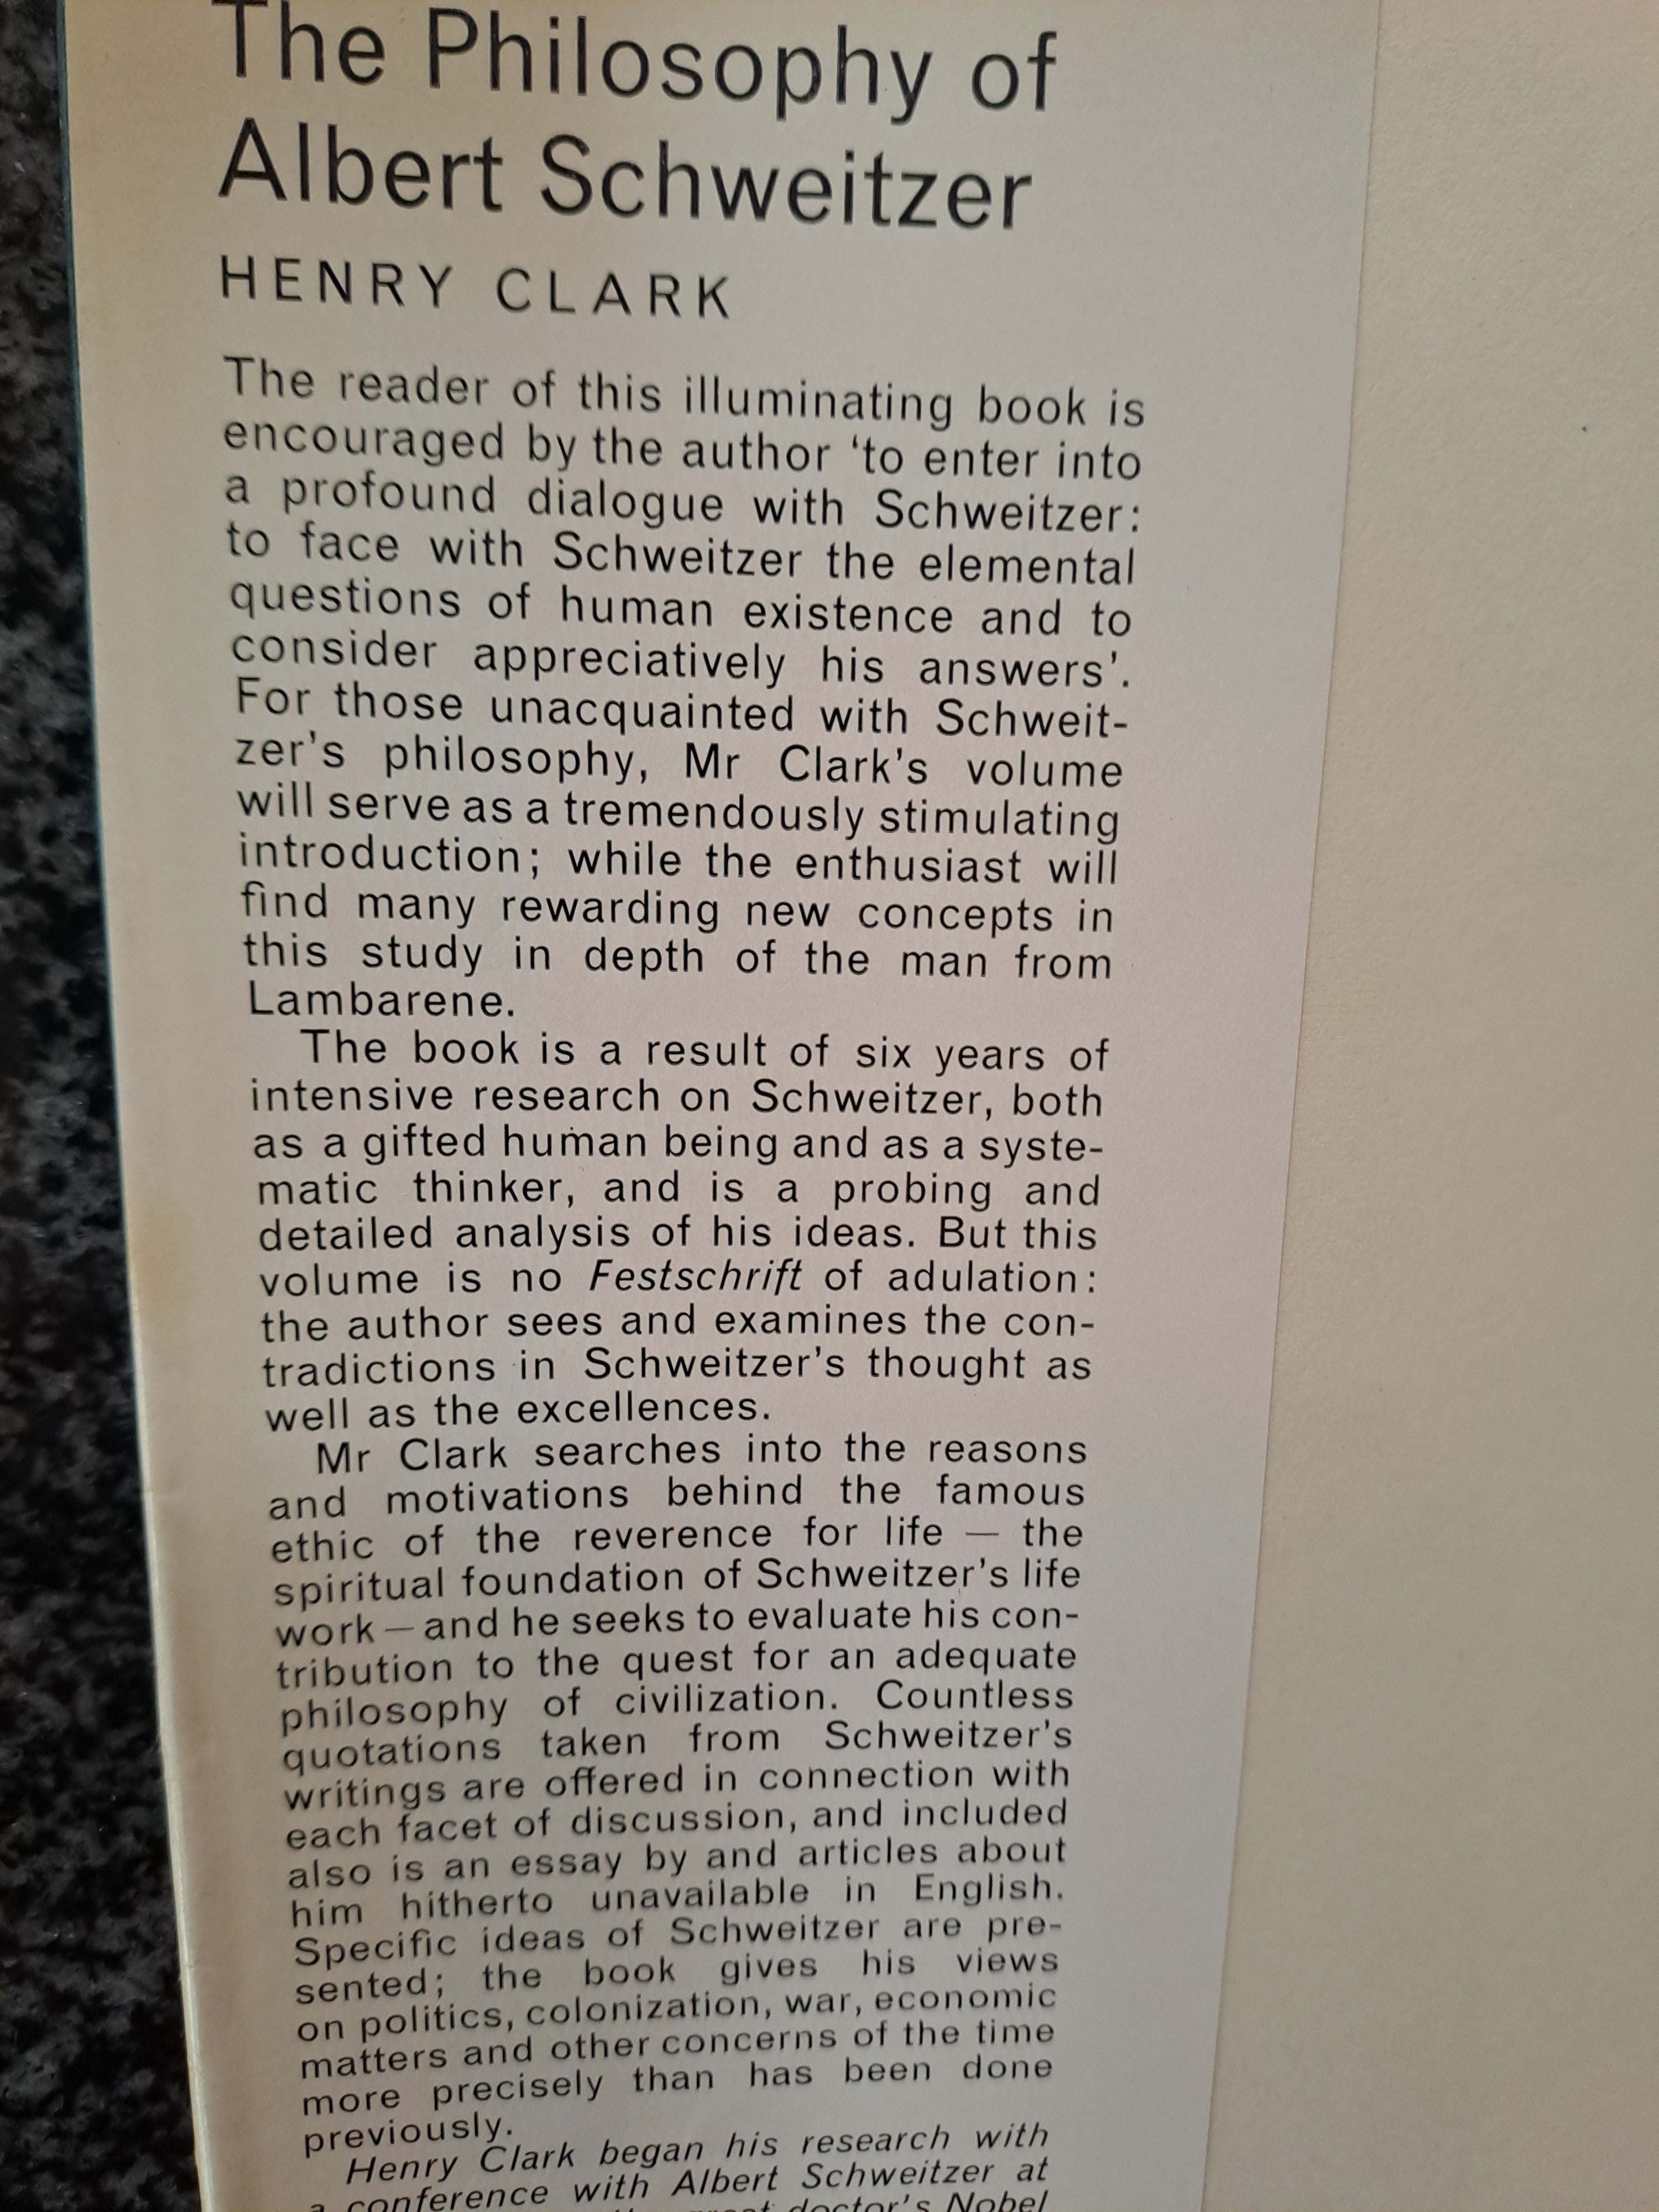 The Philosophy of
Albert Schweitzer
HENRY CLARK
The reader of this illuminating book is
encouraged by the author ‘to enter into
a profound dialogue with Schweitzer:
to face with Schweitzer the elemental
questions of human existence and to
consider appreciatively his answers’.
For those unacquainted with Schweit-
zer’s philosophy, Mr Clark’s volume
will serve as a tremendously stimulating
introduction; while the enthusiast will
find many rewarding new concepts in
this study in depth of the man from
Lambarene.
The book is a result of six years of
intensive research on Schweitzer, both
as a gifted human being and as a syste-
matic thinker, and is a probing and
detailed analysis of his ideas. But this
volume is no Festschrift of adulation:
the author sees and examines the con-
tradictions in Schweitzer’s thought as
well as the excellences.
Mr Clark searches into the reasons
and motivations behind the famous
ethic of the reverence for life — the
spiritual foundation of Schweitzer’s life
work — and he seeks to evaluate his con-
tribution to the quest for an adequate
philosophy of civilization. Countless
quotations taken from Schweitzer’s
writings are offered in connection with
each facet of discussion, and included
also is an essay by and articles about
him hitherto unavailable in English.
Specific ideas of Schweitzer are pre-
sented; the book gives his views
on politics, colonization, war, economic
matters and other concerns of the time
more precisely than has been done
previously.
Henry Clark began his research with
a conference with Albert Schweitzer at
great doctor’s Nobel